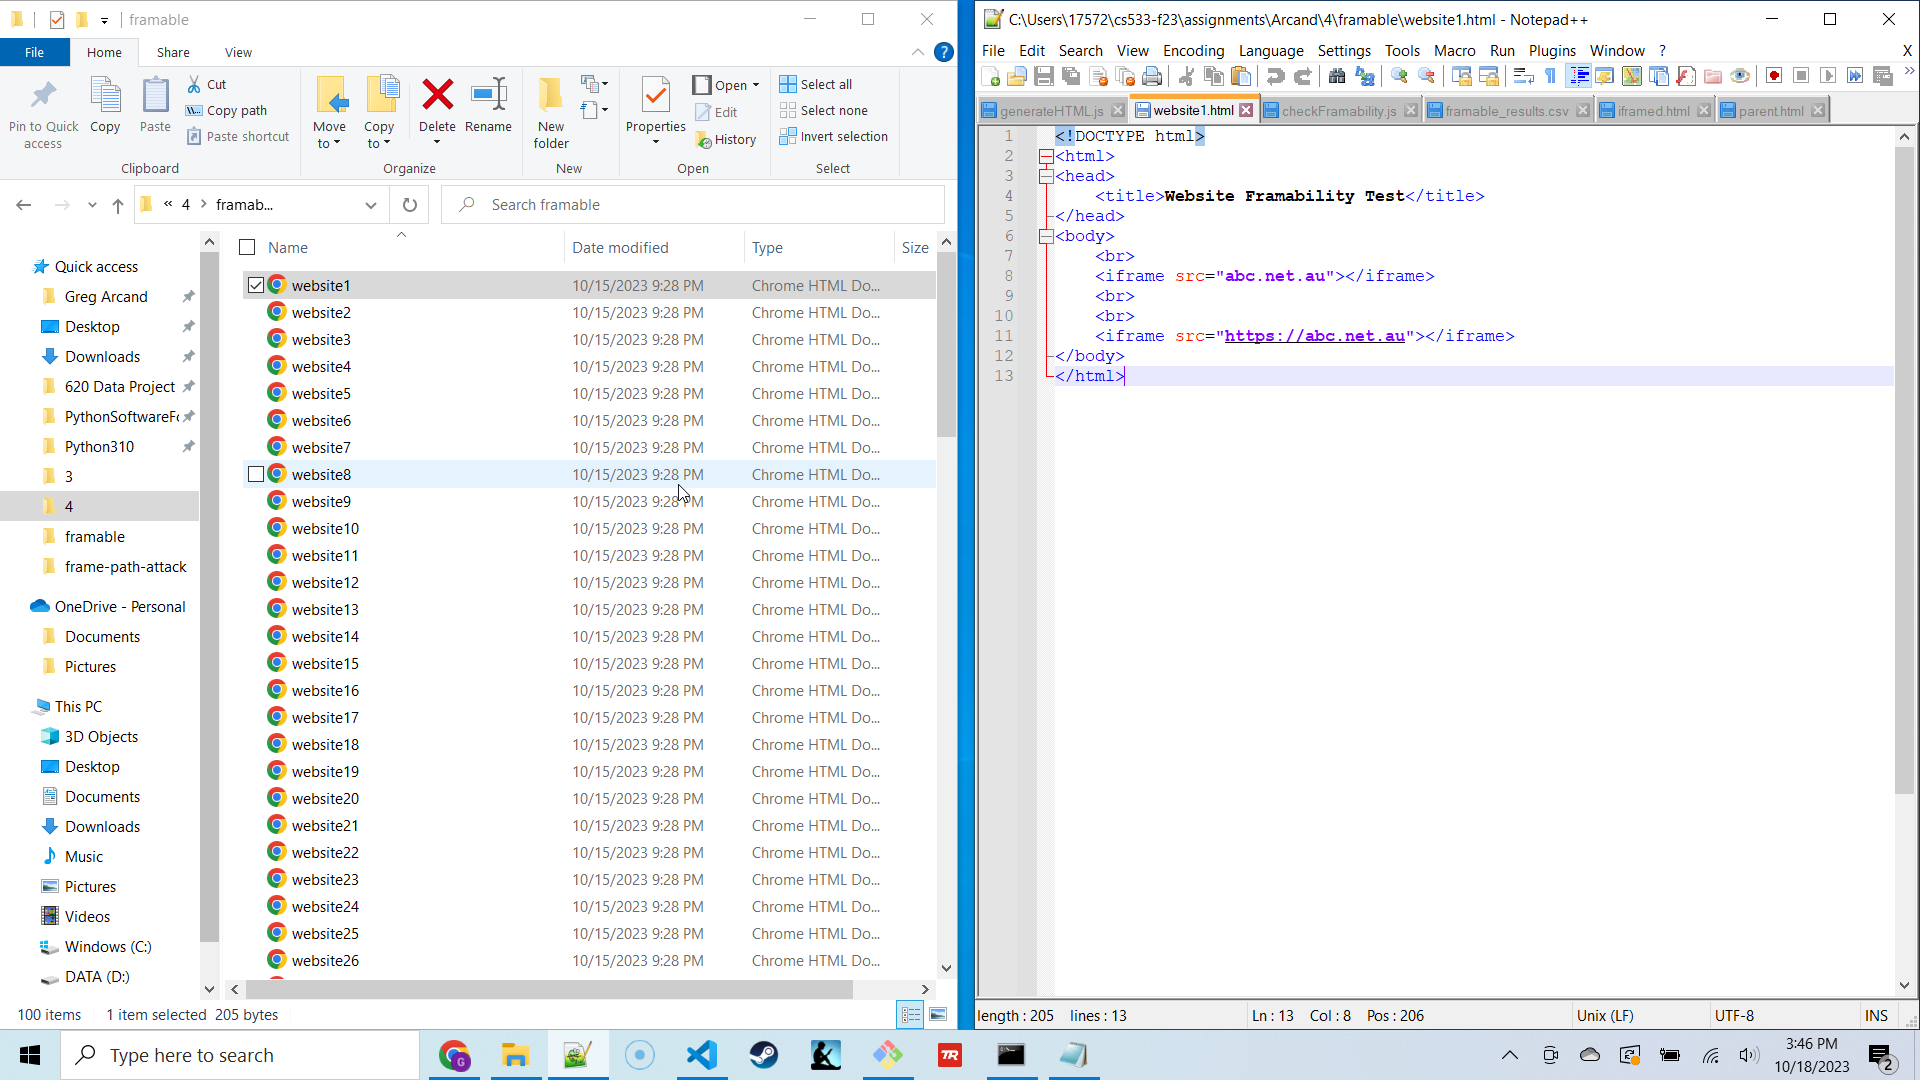 framable
File
Home
Share
View
Pin to Quick access
Copy
Paste
Cut
Copy path
Paste shortcut
Clipboard
Move to
Copy to
Delete
Rename
Organize
New folder
New
Properties
Open
Edit
History
Open
Select all
Select none
Invert selection
Select
« 4 > framab...
Search framable
Quick access
Greg Arcand
Desktop
Downloads
620 Data Project
PythonSoftwareFo
Python310
3
4
framable
frame-path-attack
OneDrive - Personal
Documents
Pictures
This PC
3D Objects
Desktop
Documents
Downloads
Music
Pictures
Videos
Windows (C:)
DATA (D:)
Name Date modified Type Size
website1 10/15/2023 9:28 PM Chrome HTML Do...
website2 10/15/2023 9:28 PM Chrome HTML Do...
website3 10/15/2023 9:28 PM Chrome HTML Do...
website4 10/15/2023 9:28 PM Chrome HTML Do...
website5 10/15/2023 9:28 PM Chrome HTML Do...
website6 10/15/2023 9:28 PM Chrome HTML Do...
website7 10/15/2023 9:28 PM Chrome HTML Do...
website8 10/15/2023 9:28 PM Chrome HTML Do...
website9 10/15/2023 9:28 PM Chrome HTML Do...
website10 10/15/2023 9:28 PM Chrome HTML Do...
website11 10/15/2023 9:28 PM Chrome HTML Do...
website12 10/15/2023 9:28 PM Chrome HTML Do...
website13 10/15/2023 9:28 PM Chrome HTML Do...
website14 10/15/2023 9:28 PM Chrome HTML Do...
website15 10/15/2023 9:28 PM Chrome HTML Do...
website16 10/15/2023 9:28 PM Chrome HTML Do...
website17 10/15/2023 9:28 PM Chrome HTML Do...
website18 10/15/2023 9:28 PM Chrome HTML Do...
website19 10/15/2023 9:28 PM Chrome HTML Do...
website20 10/15/2023 9:28 PM Chrome HTML Do...
website21 10/15/2023 9:28 PM Chrome HTML Do...
website22 10/15/2023 9:28 PM Chrome HTML Do...
website23 10/15/2023 9:28 PM Chrome HTML Do...
website24 10/15/2023 9:28 PM Chrome HTML Do...
website25 10/15/2023 9:28 PM Chrome HTML Do...
website26 10/15/2023 9:28 PM Chrome HTML Do...
100 items 1 item selected 205 bytes
C:\Users\17572\cs533-f23\assignments\Arcand\4\framable\website1.html - Notepad++
File Edit Search View Encoding Language Settings Tools Macro Run Plugins Window ? X
generateHTML.js website1.html checkFramability.js framable_results.csv iframed.html parent.html
1 <!DOCTYPE html>
2 <html>
3 <head>
4 <title>Website Framability Test</title>
5 </head>
6 <body>
7 <br>
8 <iframe src="abc.net.au"></iframe>
9 <br>
10 <br>
11 <iframe src="https://abc.net.au"></iframe>
12 </body>
13 </html>
length : 205 lines : 13 Ln : 13 Col : 8 Pos : 206 Unix (LF) UTF-8 INS
Type here to search
G
TR
3:46 PM
10/18/2023
2